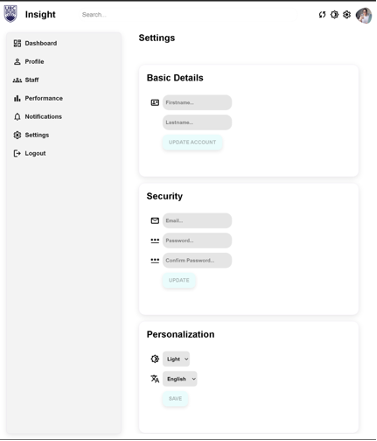 UBC
Insight
Search...
Dashboard
Profile
Staff
Performance
Notifications
Settings
Logout
Settings
Basic Details
Firstname...
Lastname...
UPDATE ACCOUNT
Security
Email...
Password...
Confirm Password...
UPDATE
Personalization
Light
English
SAVE